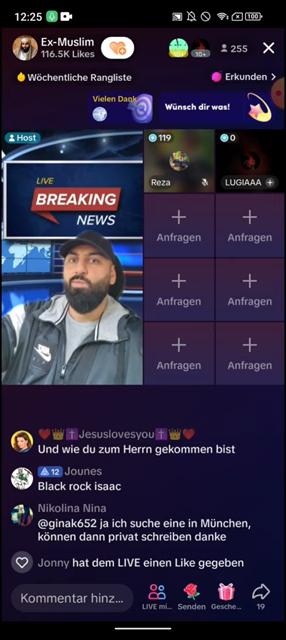 12:25
100
Ex-Muslim
116.5K Likes
255
Wöchentliche Rangliste
Erkunden >
Vielen Dank
Wünsch dir was!
Host
119
0
LIVE
BREAKING
NEWS
Reza
LUGIAAA +
Anfragen
Anfragen
Anfragen
Anfragen
Anfragen
Anfragen
Jesuslovesyou
Und wie du zum Herrn gekommen bist
12 Jounes
Black rock isaac
Nikolina Nina
@ginak652 ja ich suche eine in München,
können dann privat schreiben danke
Jonny hat dem LIVE einen Like gegeben
Kommentar hinz...
LIVE mi...
Senden
Gesche...
19